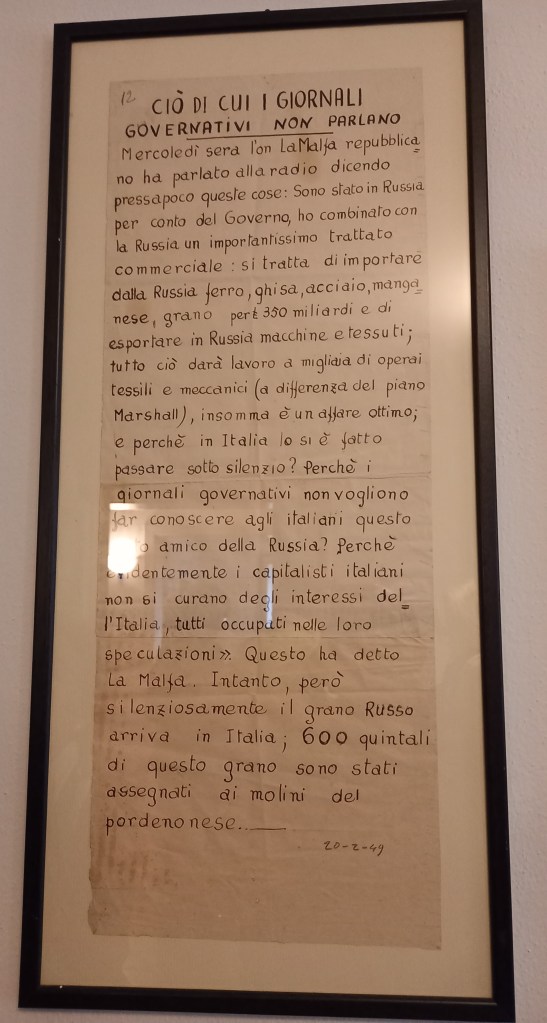 12
CIÒ DI CUI I GIORNALI
GOVERNATIVI NON PARLANO
Mercoledì sera l'on La Malfa repubblica
no ha parlato alla radio dicendo
pressapoco queste cose: Sono stato in Russia
per conto del Governo, ho combinato con
la Russia un importantissimo trattato
commerciale: si tratta di importare
dalla Russia ferro, ghisa, acciaio, manga
nese, grano per £ 350 miliardi e di
esportare in Russia macchine e tessuti;
tutto ciò darà lavoro a migliaia di operai
tessili e meccanici (a differenza del piano
Marshall), insomma è un affare ottimo;
e perchè in Italia lo si è fatto
passare sotto silenzio? Perchè i
giornali governativi non vogliono
far conoscere agli italiani questo
amico della Russia? Perchè
evidentemente i capitalisti italiani
non si curano degli interessi del=
l'Italia, tutti occupati nelle loro
speculazioni». Questo ha detto
La Malfa. Intanto, però
silenziosamente il grano Russo
arriva in Italia; 600 quintali
di questo grano sono stati
assegnati ai molini del
pordenonese..
20-2-49